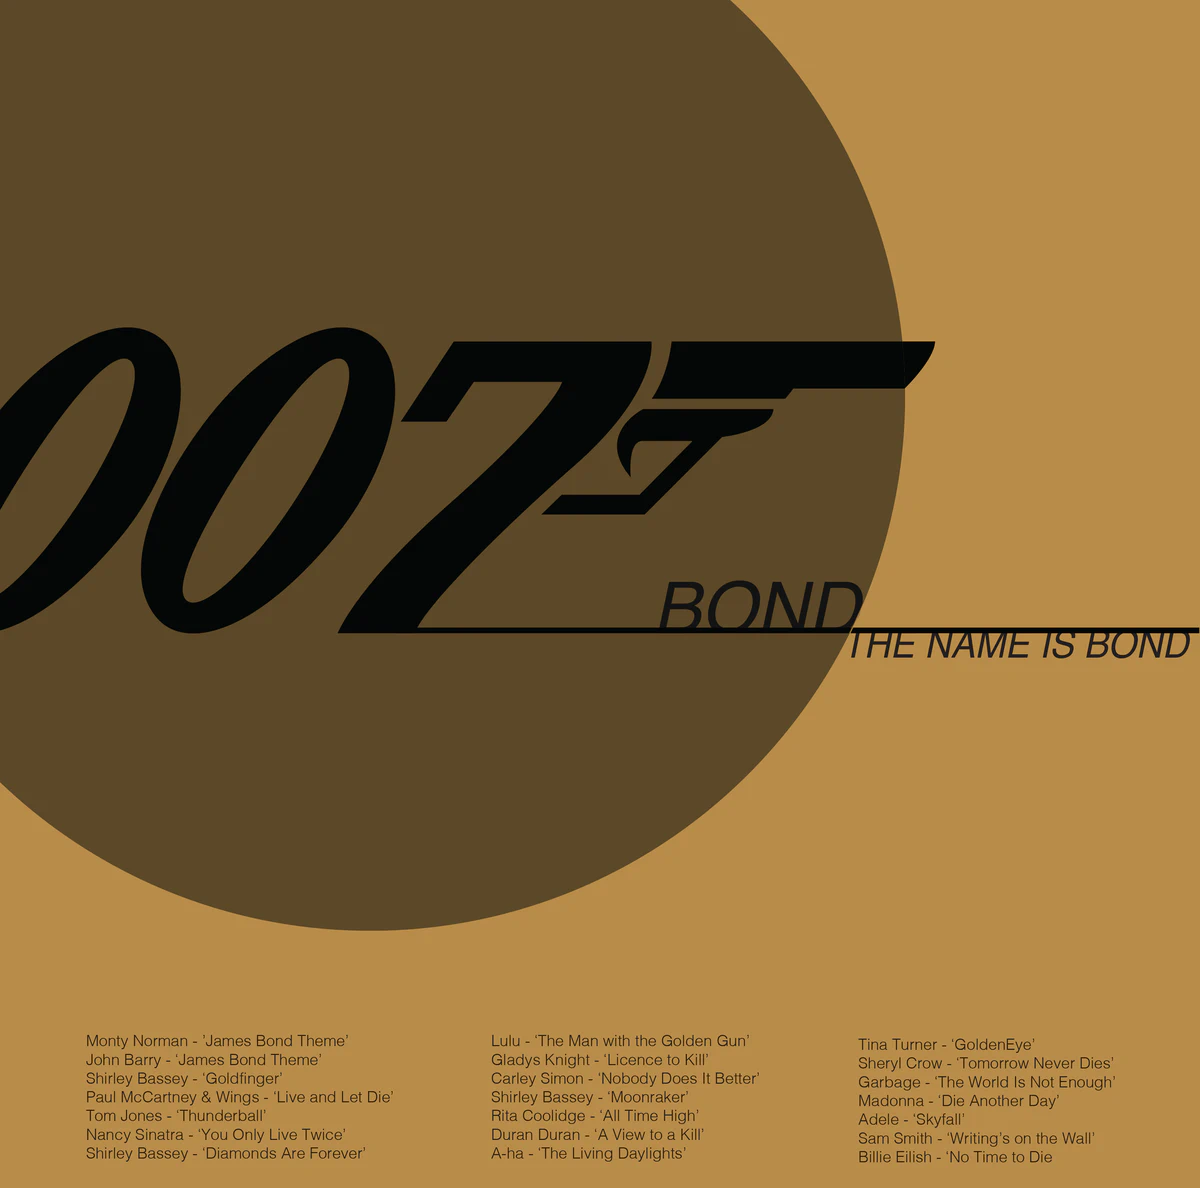 007
BOND
THE NAME IS BOND
Monty Norman - 'James Bond Theme’
John Barry - ‘James Bond Theme’
Shirley Bassey - ‘Goldfinger’
Paul McCartney & Wings - ‘Live and Let Die’
Tom Jones - ‘Thunderball’
Nancy Sinatra - ‘You Only Live Twice’
Shirley Bassey - ‘Diamonds Are Forever’
Lulu - ‘The Man with the Golden Gun’
Gladys Knight - ‘Licence to Kill’
Carley Simon - ‘Nobody Does It Better’
Shirley Bassey - ‘Moonraker’
Rita Coolidge - ‘All Time High’
Duran Duran - ‘A View to a Kill’
A-ha - ‘The Living Daylights’
Tina Turner - ‘GoldenEye’
Sheryl Crow - ‘Tomorrow Never Dies’
Garbage - ‘The World Is Not Enough’
Madonna - ‘Die Another Day’
Adele - ‘Skyfall’
Sam Smith - ‘Writing’s on the Wall’
Billie Eilish - ‘No Time to Die